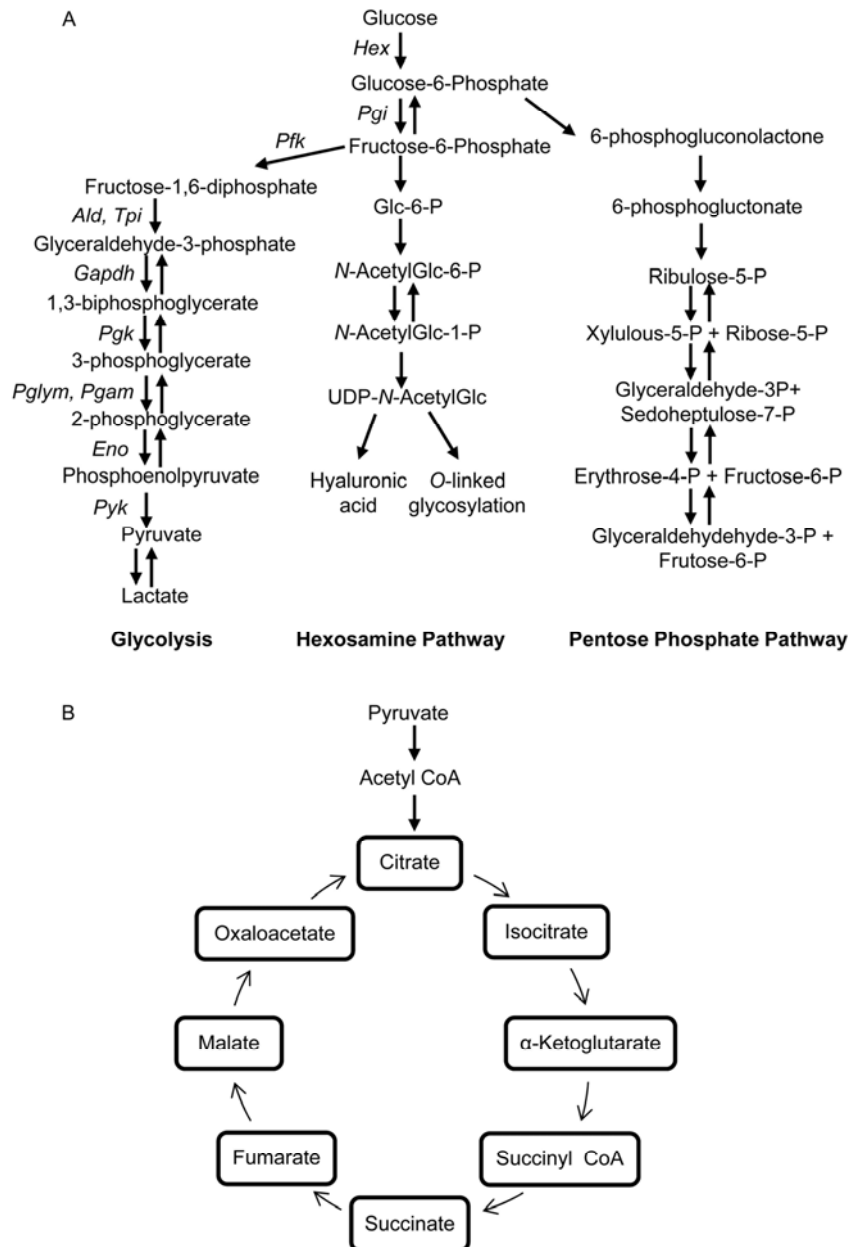 A
Glucose
Hex
Glucose-6-Phosphate
Pgi
Pfk
Fructose-6-Phosphate
6-phosphogluconolactone
Fructose-1,6-diphosphate
Glc-6-P
6-phosphogluctonate
Ald, Tpi
Glyceraldehyde-3-phosphate
N-AcetylGlc-6-P
Ribulose-5-P
Gapdh
1,3-biphosphoglycerate
N-AcetylGlc-1-P
Xylulous-5-P + Ribose-5-P
Pgk
3-phosphoglycerate
Pglym, Pgam
UDP-N-AcetylGlc
Glyceraldehyde-3P+
Sedoheptulose-7-P
2-phosphoglycerate
Eno
Phosphoenolpyruvate
Hyaluronic
acid
O-linked
glycosylation
Erythrose-4-P + Fructose-6-P
Pyk
Pyruvate
Glyceraldehydehyde-3-P +
Frutose-6-P
Lactate
Glycolysis
Hexosamine Pathway
Pentose Phosphate Pathway
B
Pyruvate
Acetyl CoA
Citrate
Oxaloacetate
Isocitrate
Malate
α-Ketoglutarate
Fumarate
Succinyl CoA
Succinate